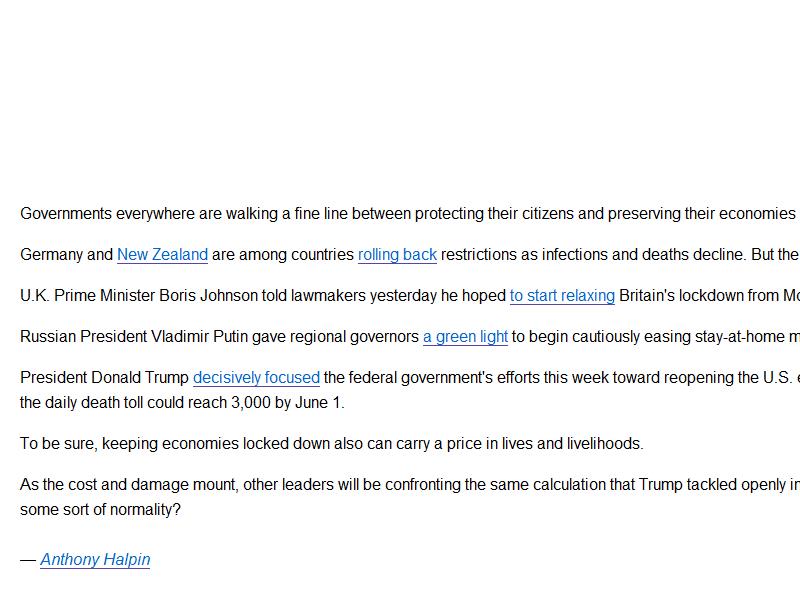 Governments everywhere are walking a fine line between protecting their citizens and preserving their economies
Germany and New Zealand are among countries rolling back restrictions as infections and deaths decline. But the
U.K. Prime Minister Boris Johnson told lawmakers yesterday he hoped to start relaxing Britain's lockdown from Mo
Russian President Vladimir Putin gave regional governors a green light to begin cautiously easing stay-at-home m
President Donald Trump decisively focused the federal government's efforts this week toward reopening the U.S. e
the daily death toll could reach 3,000 by June 1.
To be sure, keeping economies locked down also can carry a price in lives and livelihoods.
As the cost and damage mount, other leaders will be confronting the same calculation that Trump tackled openly in
some sort of normality?
— Anthony Halpin